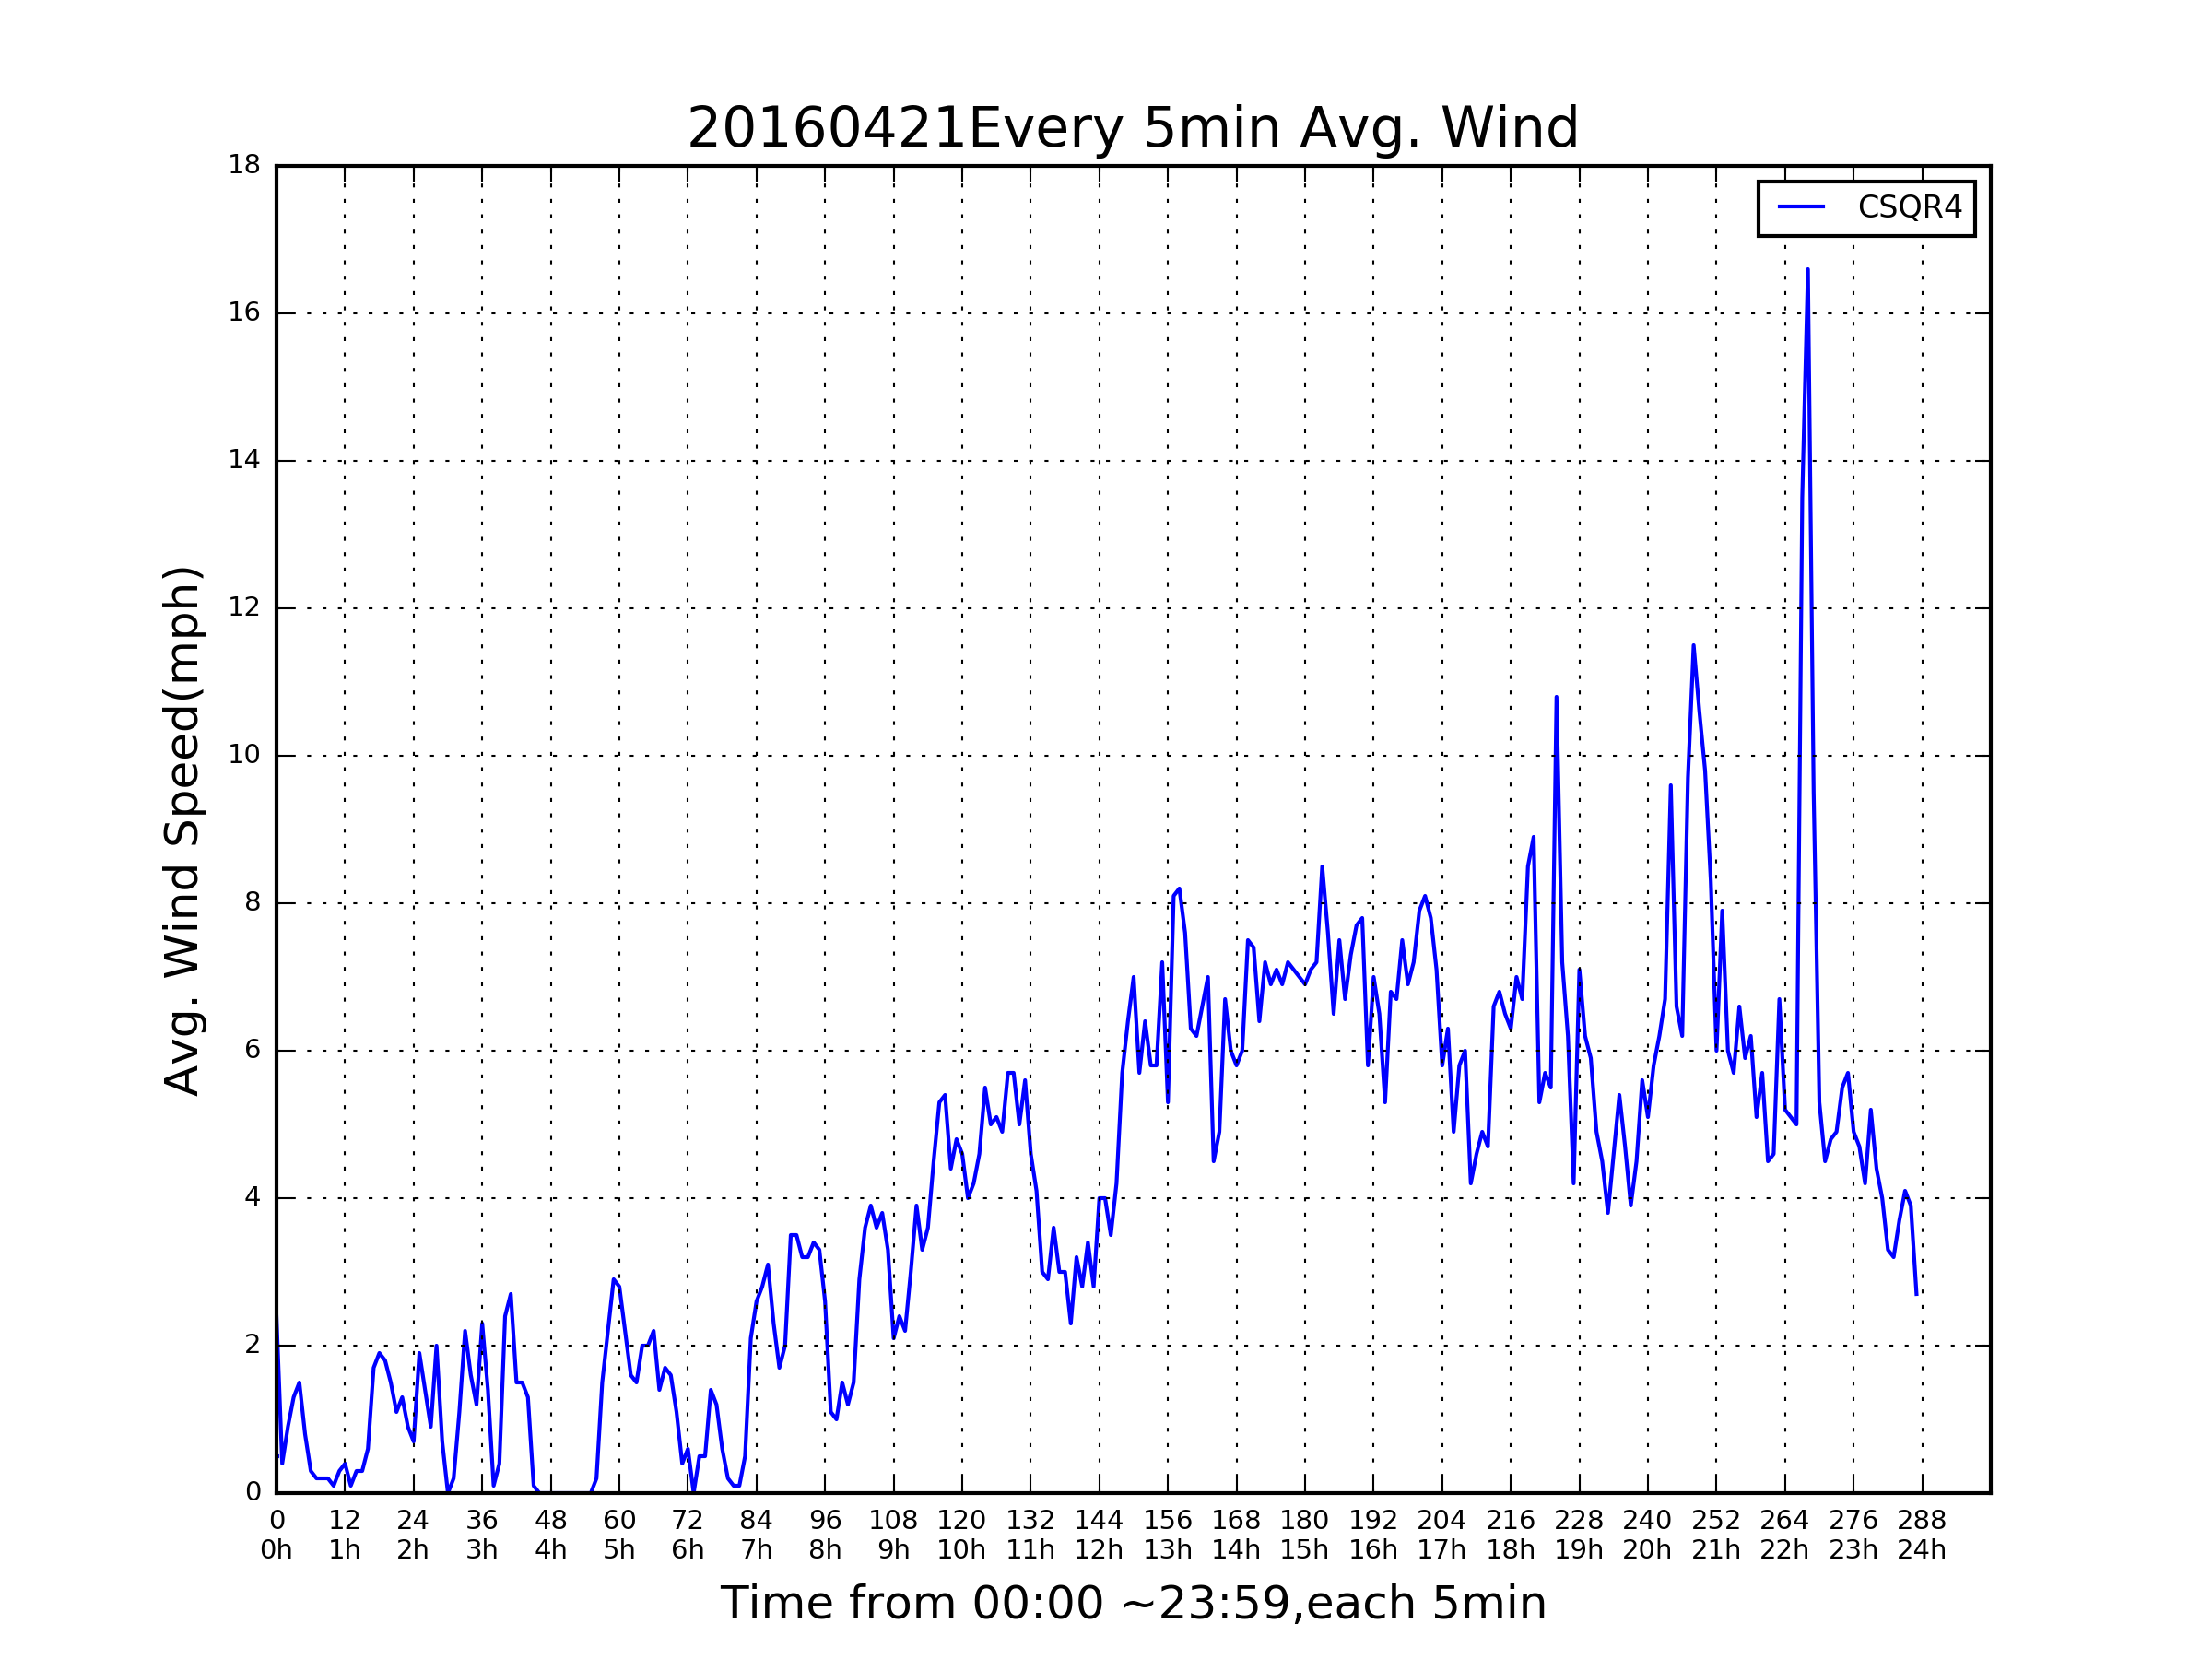 20160421Every 5min Avg. Wind
CSQR4
Avg. Wind Speed(mph)
18
16
14
12
10
8
6
4
2
0
0 12 24 36 48 60 72 84 96 108 120 132 144 156 168 180 192 204 216 228 240 252 264 276 288
0h 1h 2h 3h 4h 5h 6h 7h 8h 9h 10h 11h 12h 13h 14h 15h 16h 17h 18h 19h 20h 21h 22h 23h 24h
Time from 00:00 ~23:59,each 5min